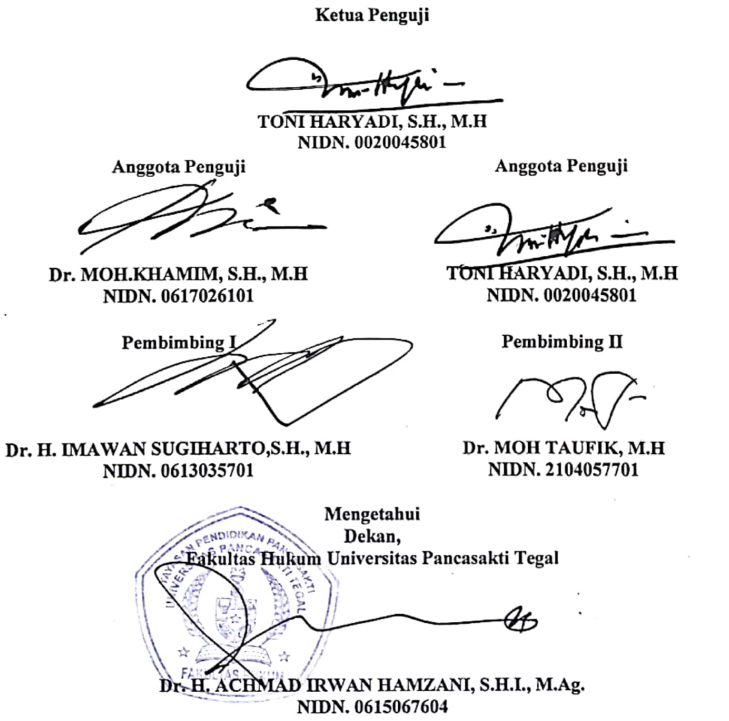 Ketua Penguji
TONI HARYADI, S.H., M.H
NIDN. 0020045801
Anggota Penguji
Dr. MOH.KHAMIM, S.H., M.H
NIDN. 0617026101
Anggota Penguji
TONI HARYADI, S.H., M.H
NIDN. 0020045801
Pembimbing I
Dr. H. IMAWAN SUGIHARTO,S.H., M.H
NIDN. 0613035701
Pembimbing II
Dr. MOH TAUFIK, M.H
NIDN. 2104057701
Mengetahui
Dekan,
Fakultas Hukum Universitas Pancasakti Tegal
YAYASAN PENDIDIKAN PANCASAKTI
UNIVERSITAS PANCASAKTI TEGAL
FAKULTAS HUKUM
Dr. H. ACHMAD IRWAN HAMZANI, S.H.I., M.Ag.
NIDN. 0615067604